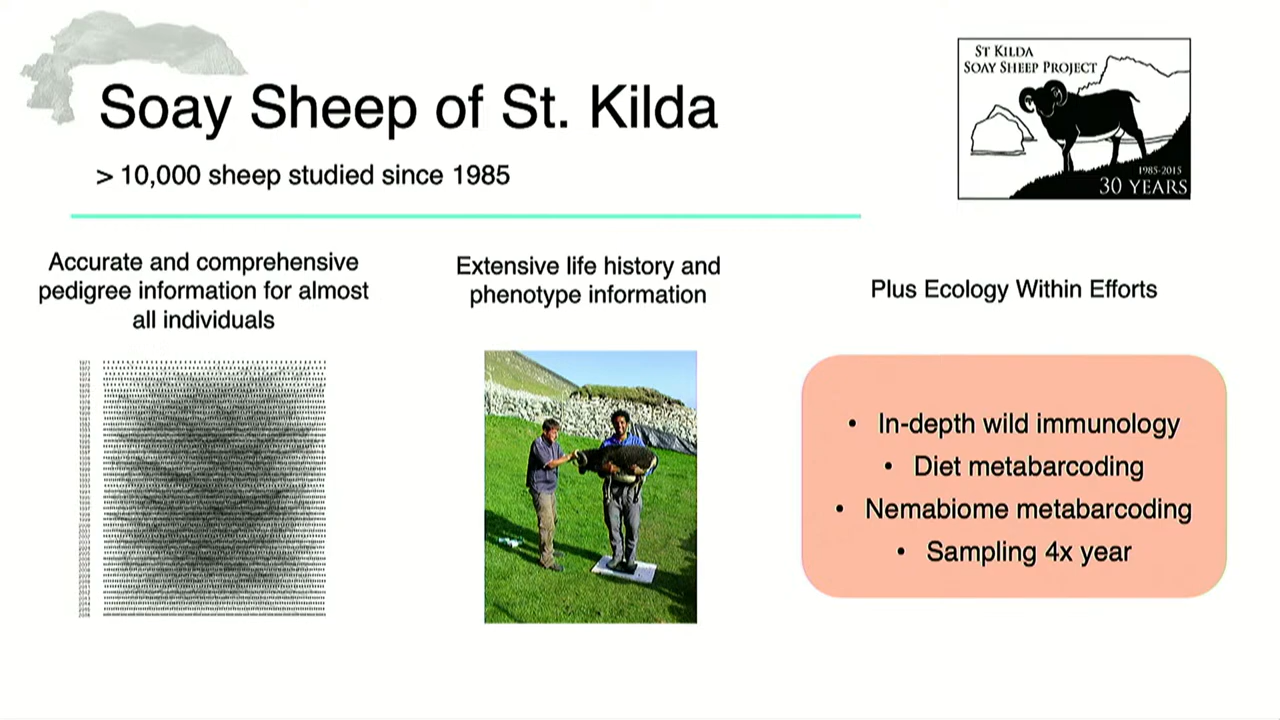 Soay Sheep of St. Kilda
> 10,000 sheep studied since 1985
ST KILDA
SOAY SHEEP PROJECT
1985-2015
30 YEARS
Accurate and comprehensive
pedigree information for almost
all individuals
Extensive life history and
phenotype information
Plus Ecology Within Efforts
• In-depth wild immunology
• Diet metabarcoding
• Nemabiome metabarcoding
• Sampling 4x year